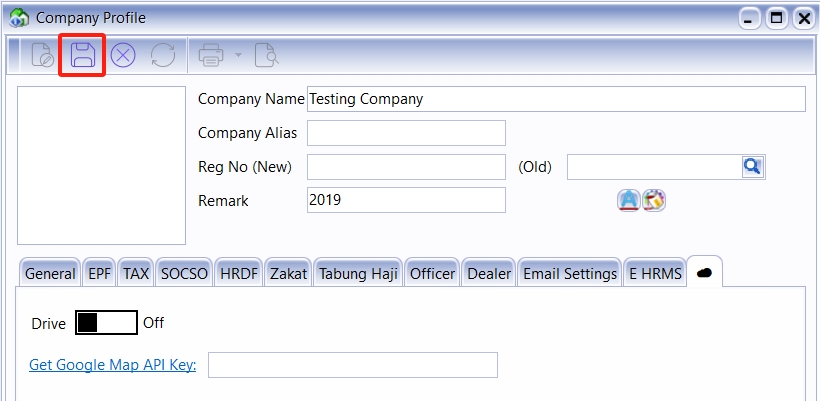 Company Profile
Company Name Testing Company
Company Alias
Reg No (New) (Old)
Remark 2019
General EPF TAX SOCSO HRDF Zakat Tabung Haji Officer Dealer Email Settings E HRMS
Drive Off
Get Google Map API Key: